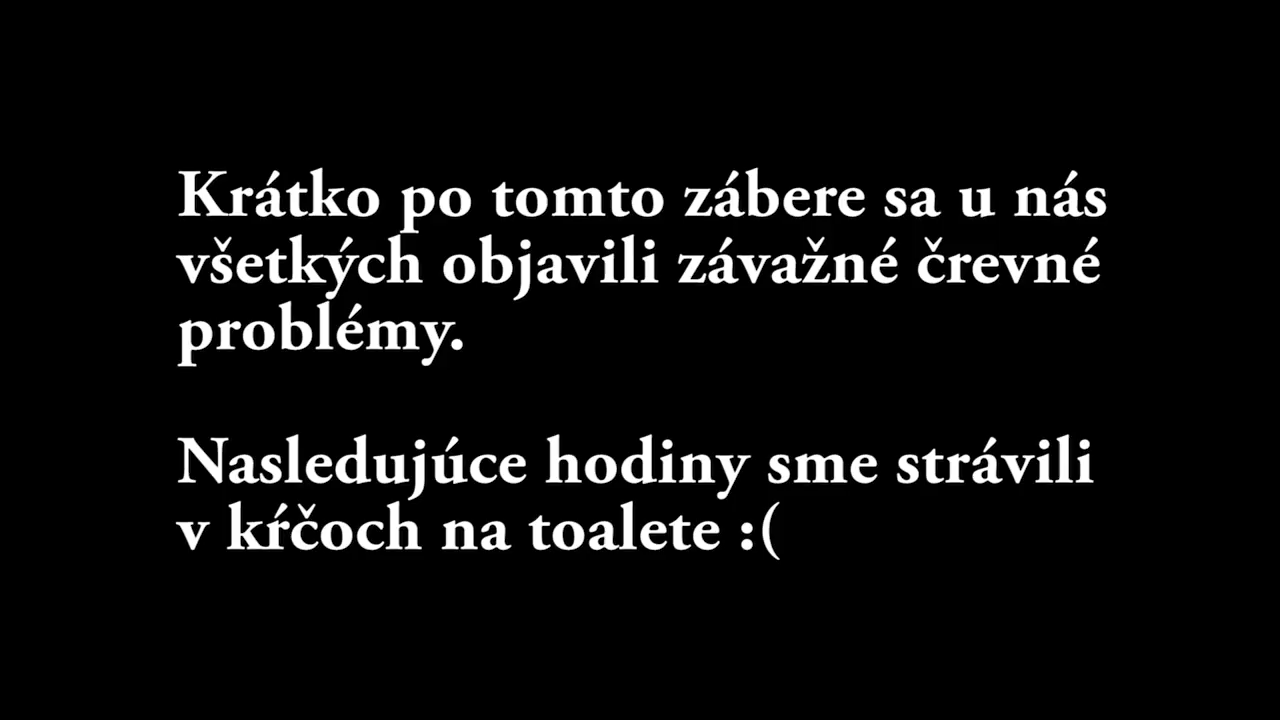 Krátko po tomto zábere sa u nás
všetkých objavili závažné črevné
problémy.
Nasledujúce hodiny sme strávili
v kŕčoch na toalete :(